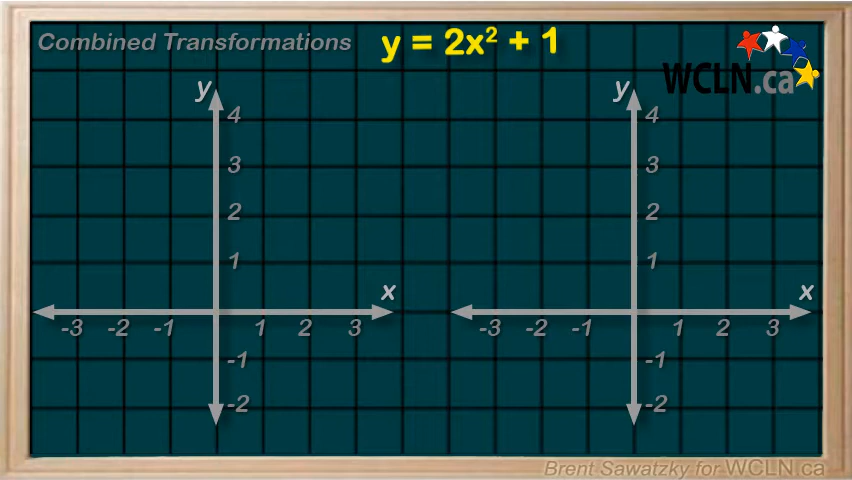 Combined Transformations
y = 2x² + 1
WCLN.ca
y
4
3
2
1
x
-3 -2 -1 1 2 3
-1
-2
y
4
3
2
1
x
-3 -2 -1 1 2 3
-1
-2
Brent Sawatzky for WCLN.ca